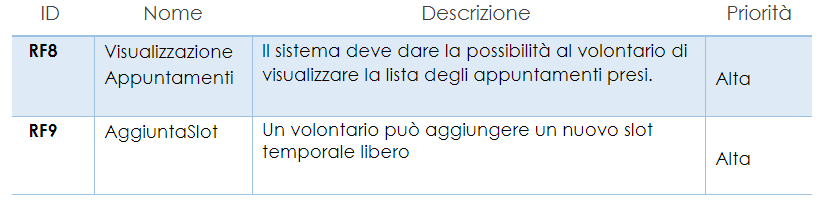 ID Nome Descrizione Priorità
RF8 Visualizzazione Appuntamenti Il sistema deve dare la possibilità al volontario di visualizzare la lista degli appuntamenti presi. Alta
RF9 AggiuntaSlot Un volontario può aggiungere un nuovo slot temporale libero Alta